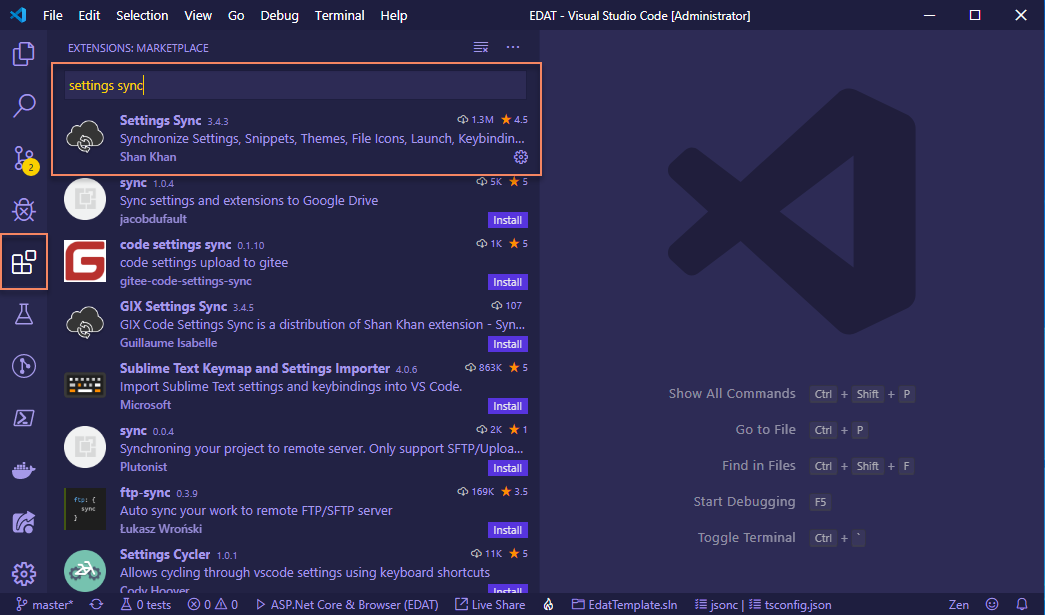 File Edit Selection View Go Debug Terminal Help EDAT - Visual Studio Code [Administrator]
EXTENSIONS: MARKETPLACE
settings sync
Settings Sync 3.4.3 1.3M 4.5
Synchronize Settings, Snippets, Themes, File Icons, Launch, Keybindin...
Shan Khan
2
sync 1.0.4 5K 5
Sync settings and extensions to Google Drive
jacobdufault Install
code settings sync 0.1.10 1K 5
code settings upload to gitee
gitee-code-settings-sync Install
GIX Settings Sync 3.4.5 107
GIX Code Settings Sync is a distribution of Shan Khan extension - Syn...
Guillaume Isabelle Install
Sublime Text Keymap and Settings Importer 4.0.6 863K 5
Import Sublime Text settings and keybindings into VS Code.
Microsoft Install
sync 0.0.4 2K 1
Synchroning your project to remote server. Only support SFTP/Uploa...
Plutonist Install
ftp: {
sync
}
ftp-sync 0.3.9 169K 3.5
Auto sync your work to remote FTP/SFTP server
Łukasz Wroński Install
Settings Cycler 1.0.1 11K 5
Allows cycling through vscode settings using keyboard shortcuts
Cody Hoover Install
Show All Commands Ctrl + Shift + P
Go to File Ctrl + P
Find in Files Ctrl + Shift + F
Start Debugging F5
Toggle Terminal Ctrl + `
master* 0 tests 0 0 ASP.Net Core & Browser (EDAT) Live Share EdatTemplate.sln jsonc | tsconfig.json Zen